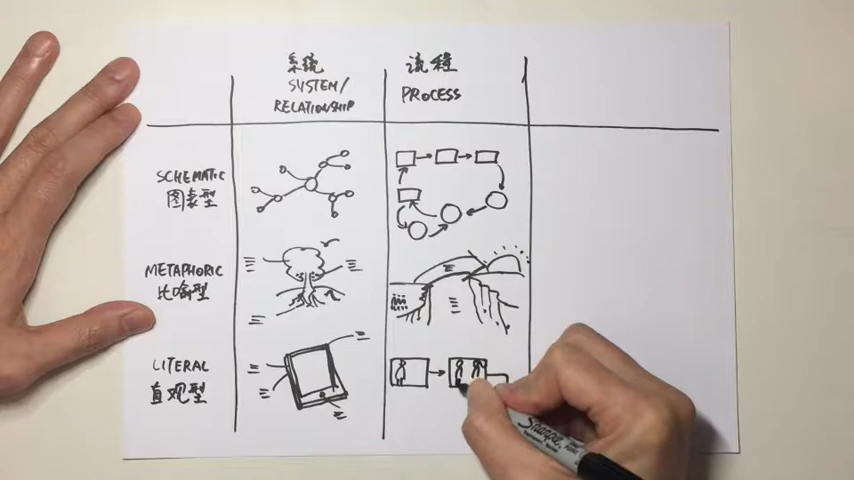 系统
SYSTEM/
RELATIONSHIP
流程
PROCESS
SCHEMATIC
图表型
METAPHORIC
比喻型
LITERAL
直观型
Sharpie